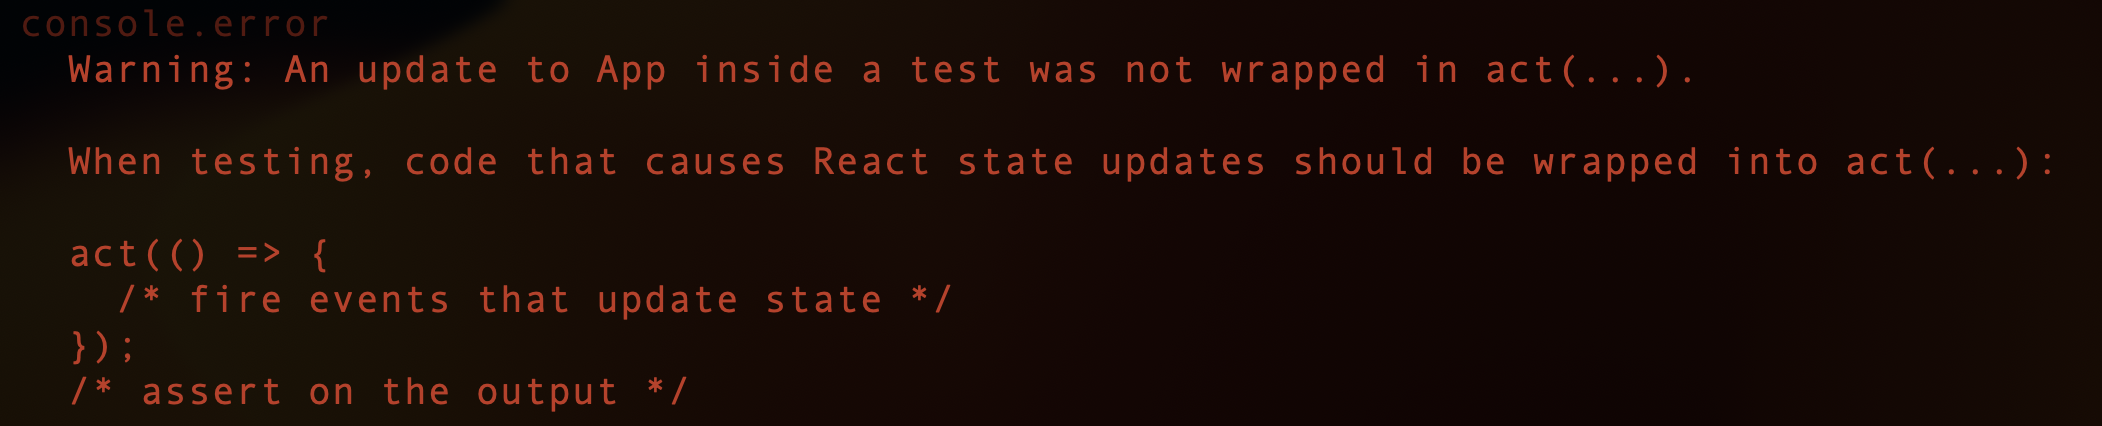 console.error
Warning: An update to App inside a test was not wrapped in act(...).
When testing, code that causes React state updates should be wrapped into act(...):
act(() => {
/* fire events that update state */
});
/* assert on the output */